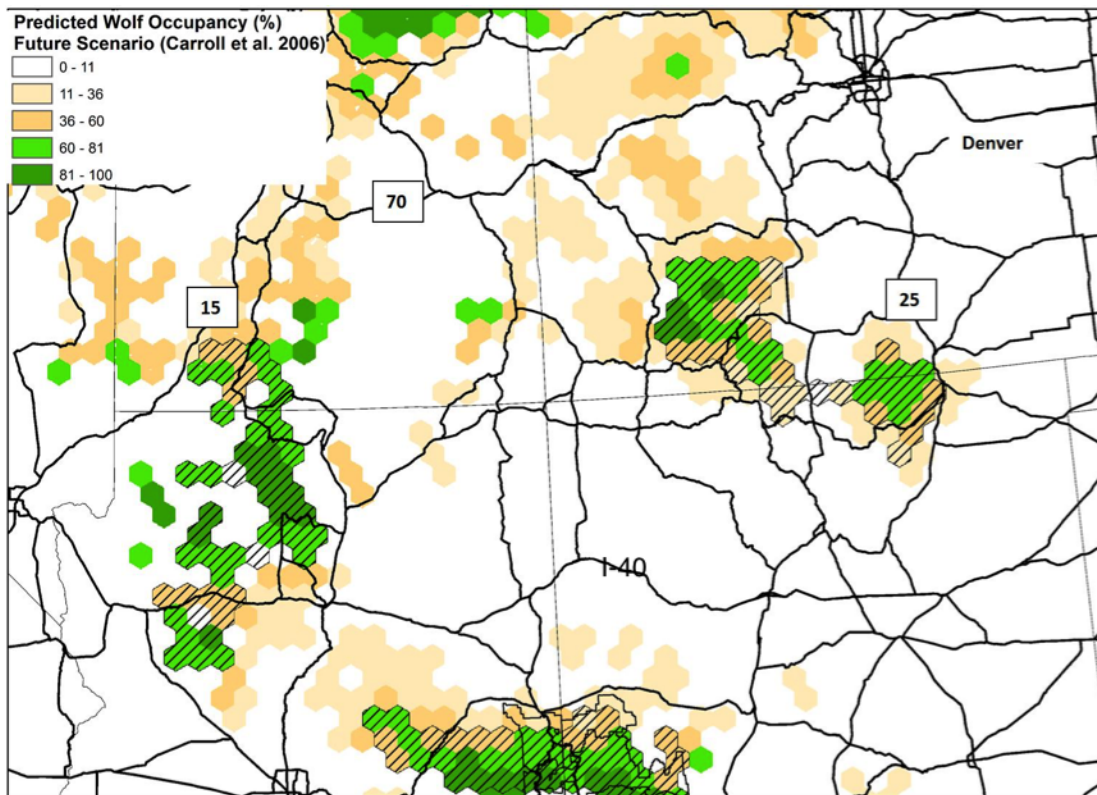 Predicted Wolf Occupancy (%)
Future Scenario (Carroll et al. 2006)
0 - 11
11 - 36
36 - 60
60 - 81
81 - 100
Denver
70
15
25
I-40